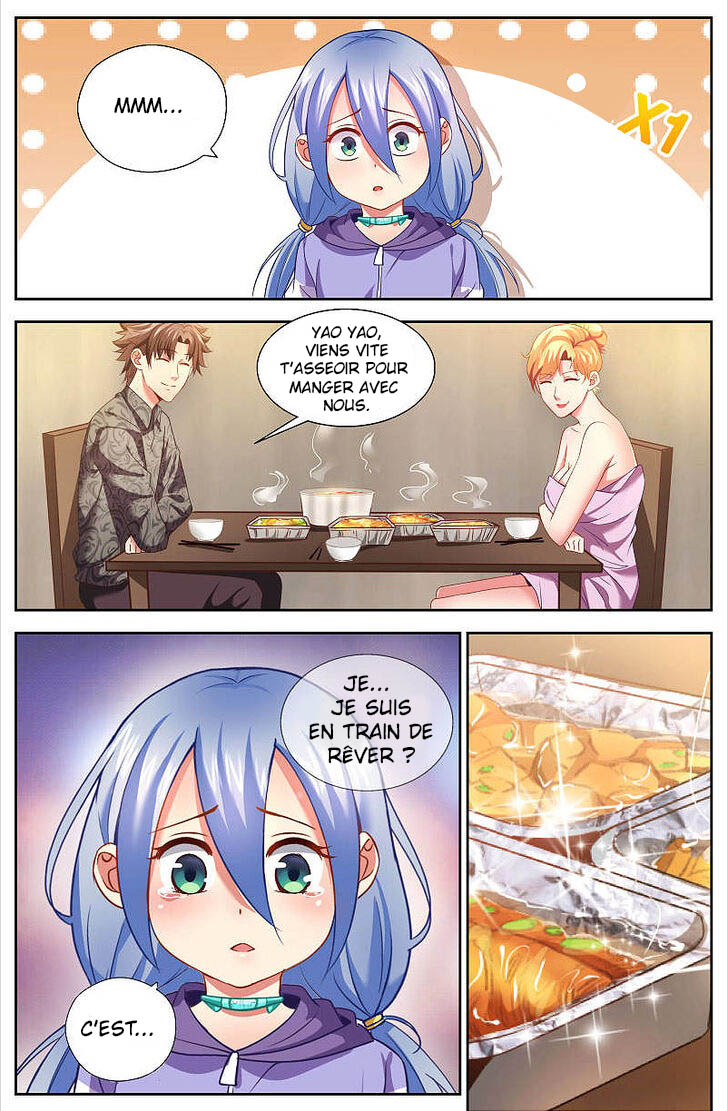 MMM...
X1
YAO YAO,
VIENS VITE
T'ASSEOIR POUR
MANGER AVEC
NOUS.
JE...
JE SUIS
EN TRAIN DE
RÊVER ?
C'EST...